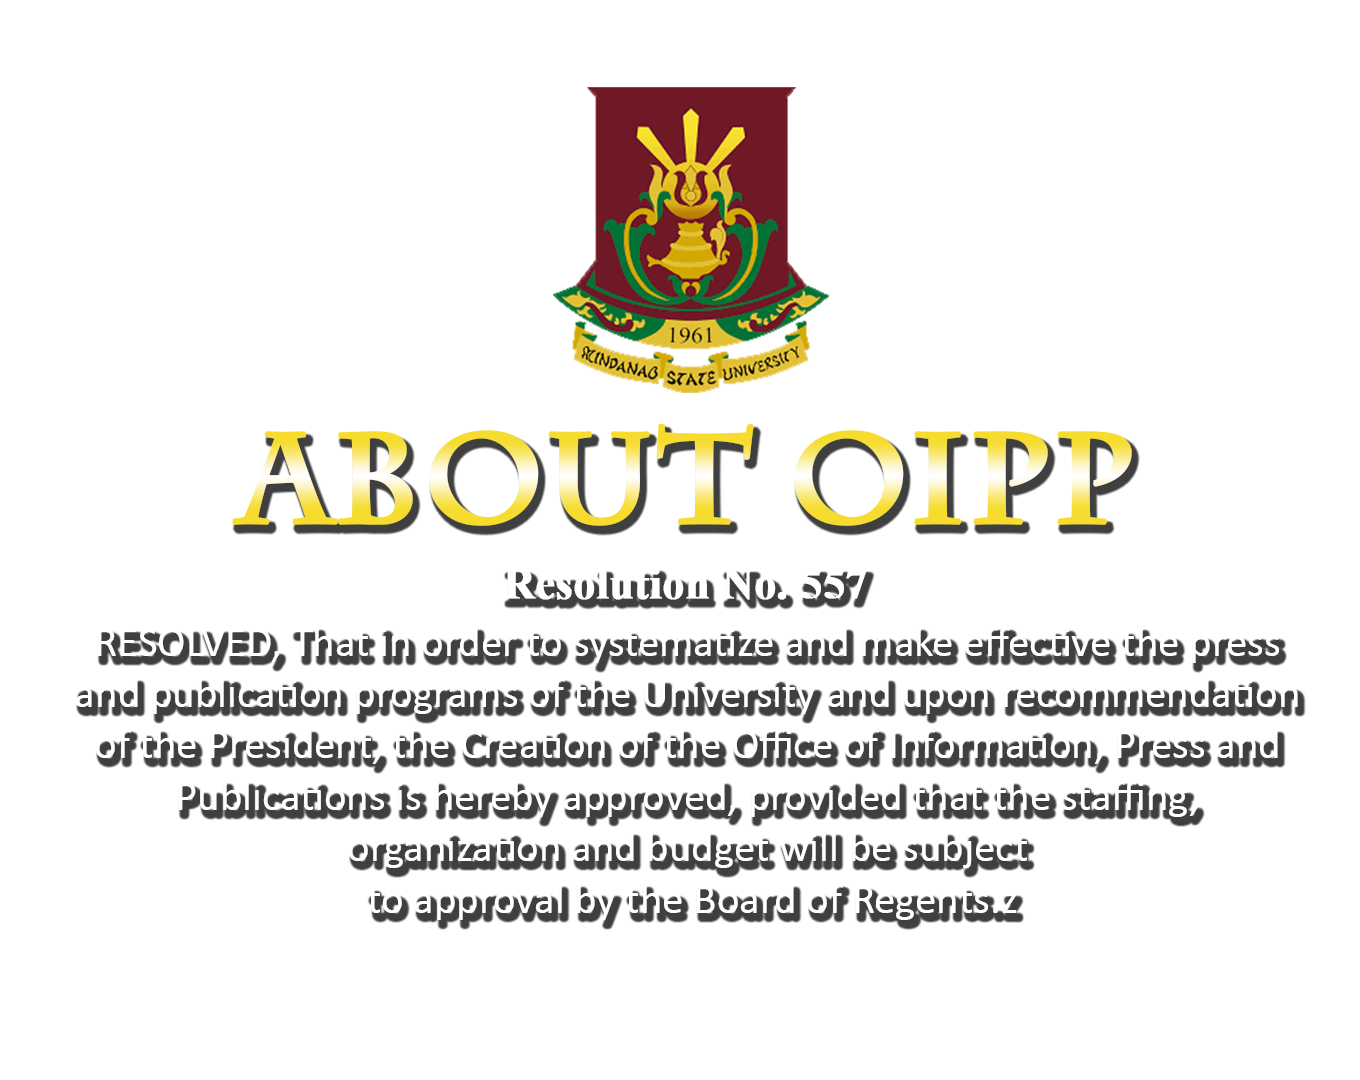 1961
MINDANAO STATE UNIVERSITY
ABOUT OIPP
Resolution No. 557
RESOLVED, That in order to systematize and make effective the press
and publication programs of the University and upon recommendation
of the President, the Creation of the Office of Information, Press and
Publications is hereby approved, provided that the staffing,
organization and budget will be subject
to approval by the Board of Regents.z